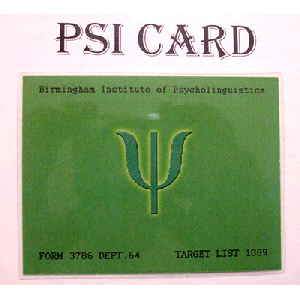 PSI CARD
Birmingham Institute of Psycholinguistics
Ψ
FORM 3786 DEPT.64 TARGET LIST 1089